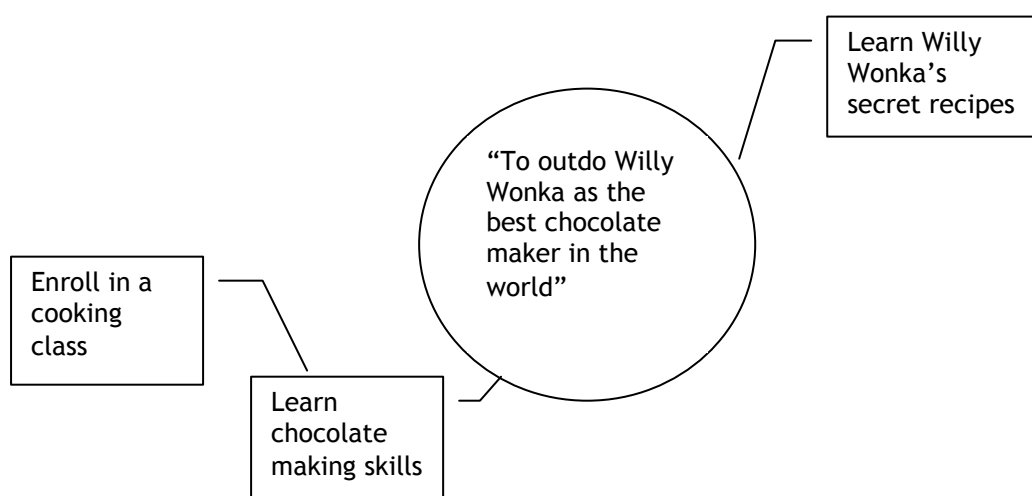 Learn Willy
Wonka’s
secret recipes
“To outdo Willy
Wonka as the
best chocolate
maker in the
world”
Enroll in a
cooking
class
Learn
chocolate
making skills